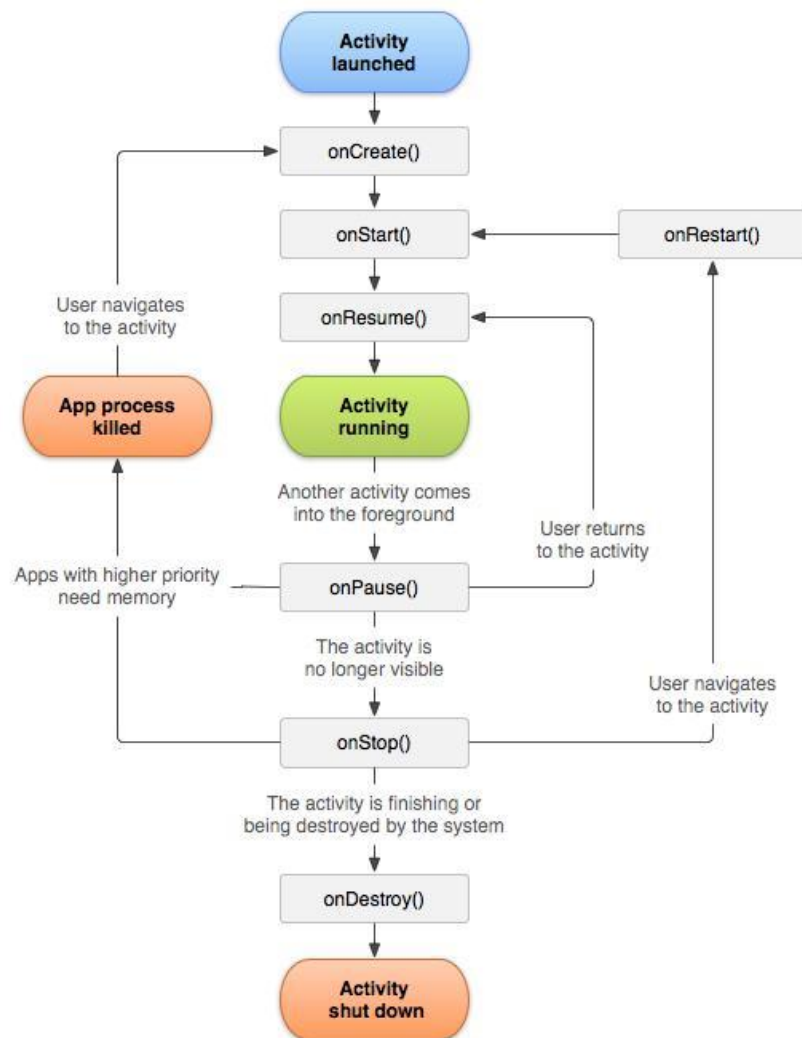 Activity
launched
onCreate()
onStart()
onRestart()
User navigates
to the activity
onResume()
App process
killed
Activity
running
Another activity comes
into the foreground
User returns
to the activity
Apps with higher priority
need memory
onPause()
The activity is
no longer visible
User navigates
to the activity
onStop()
The activity is finishing or
being destroyed by the system
onDestroy()
Activity
shut down